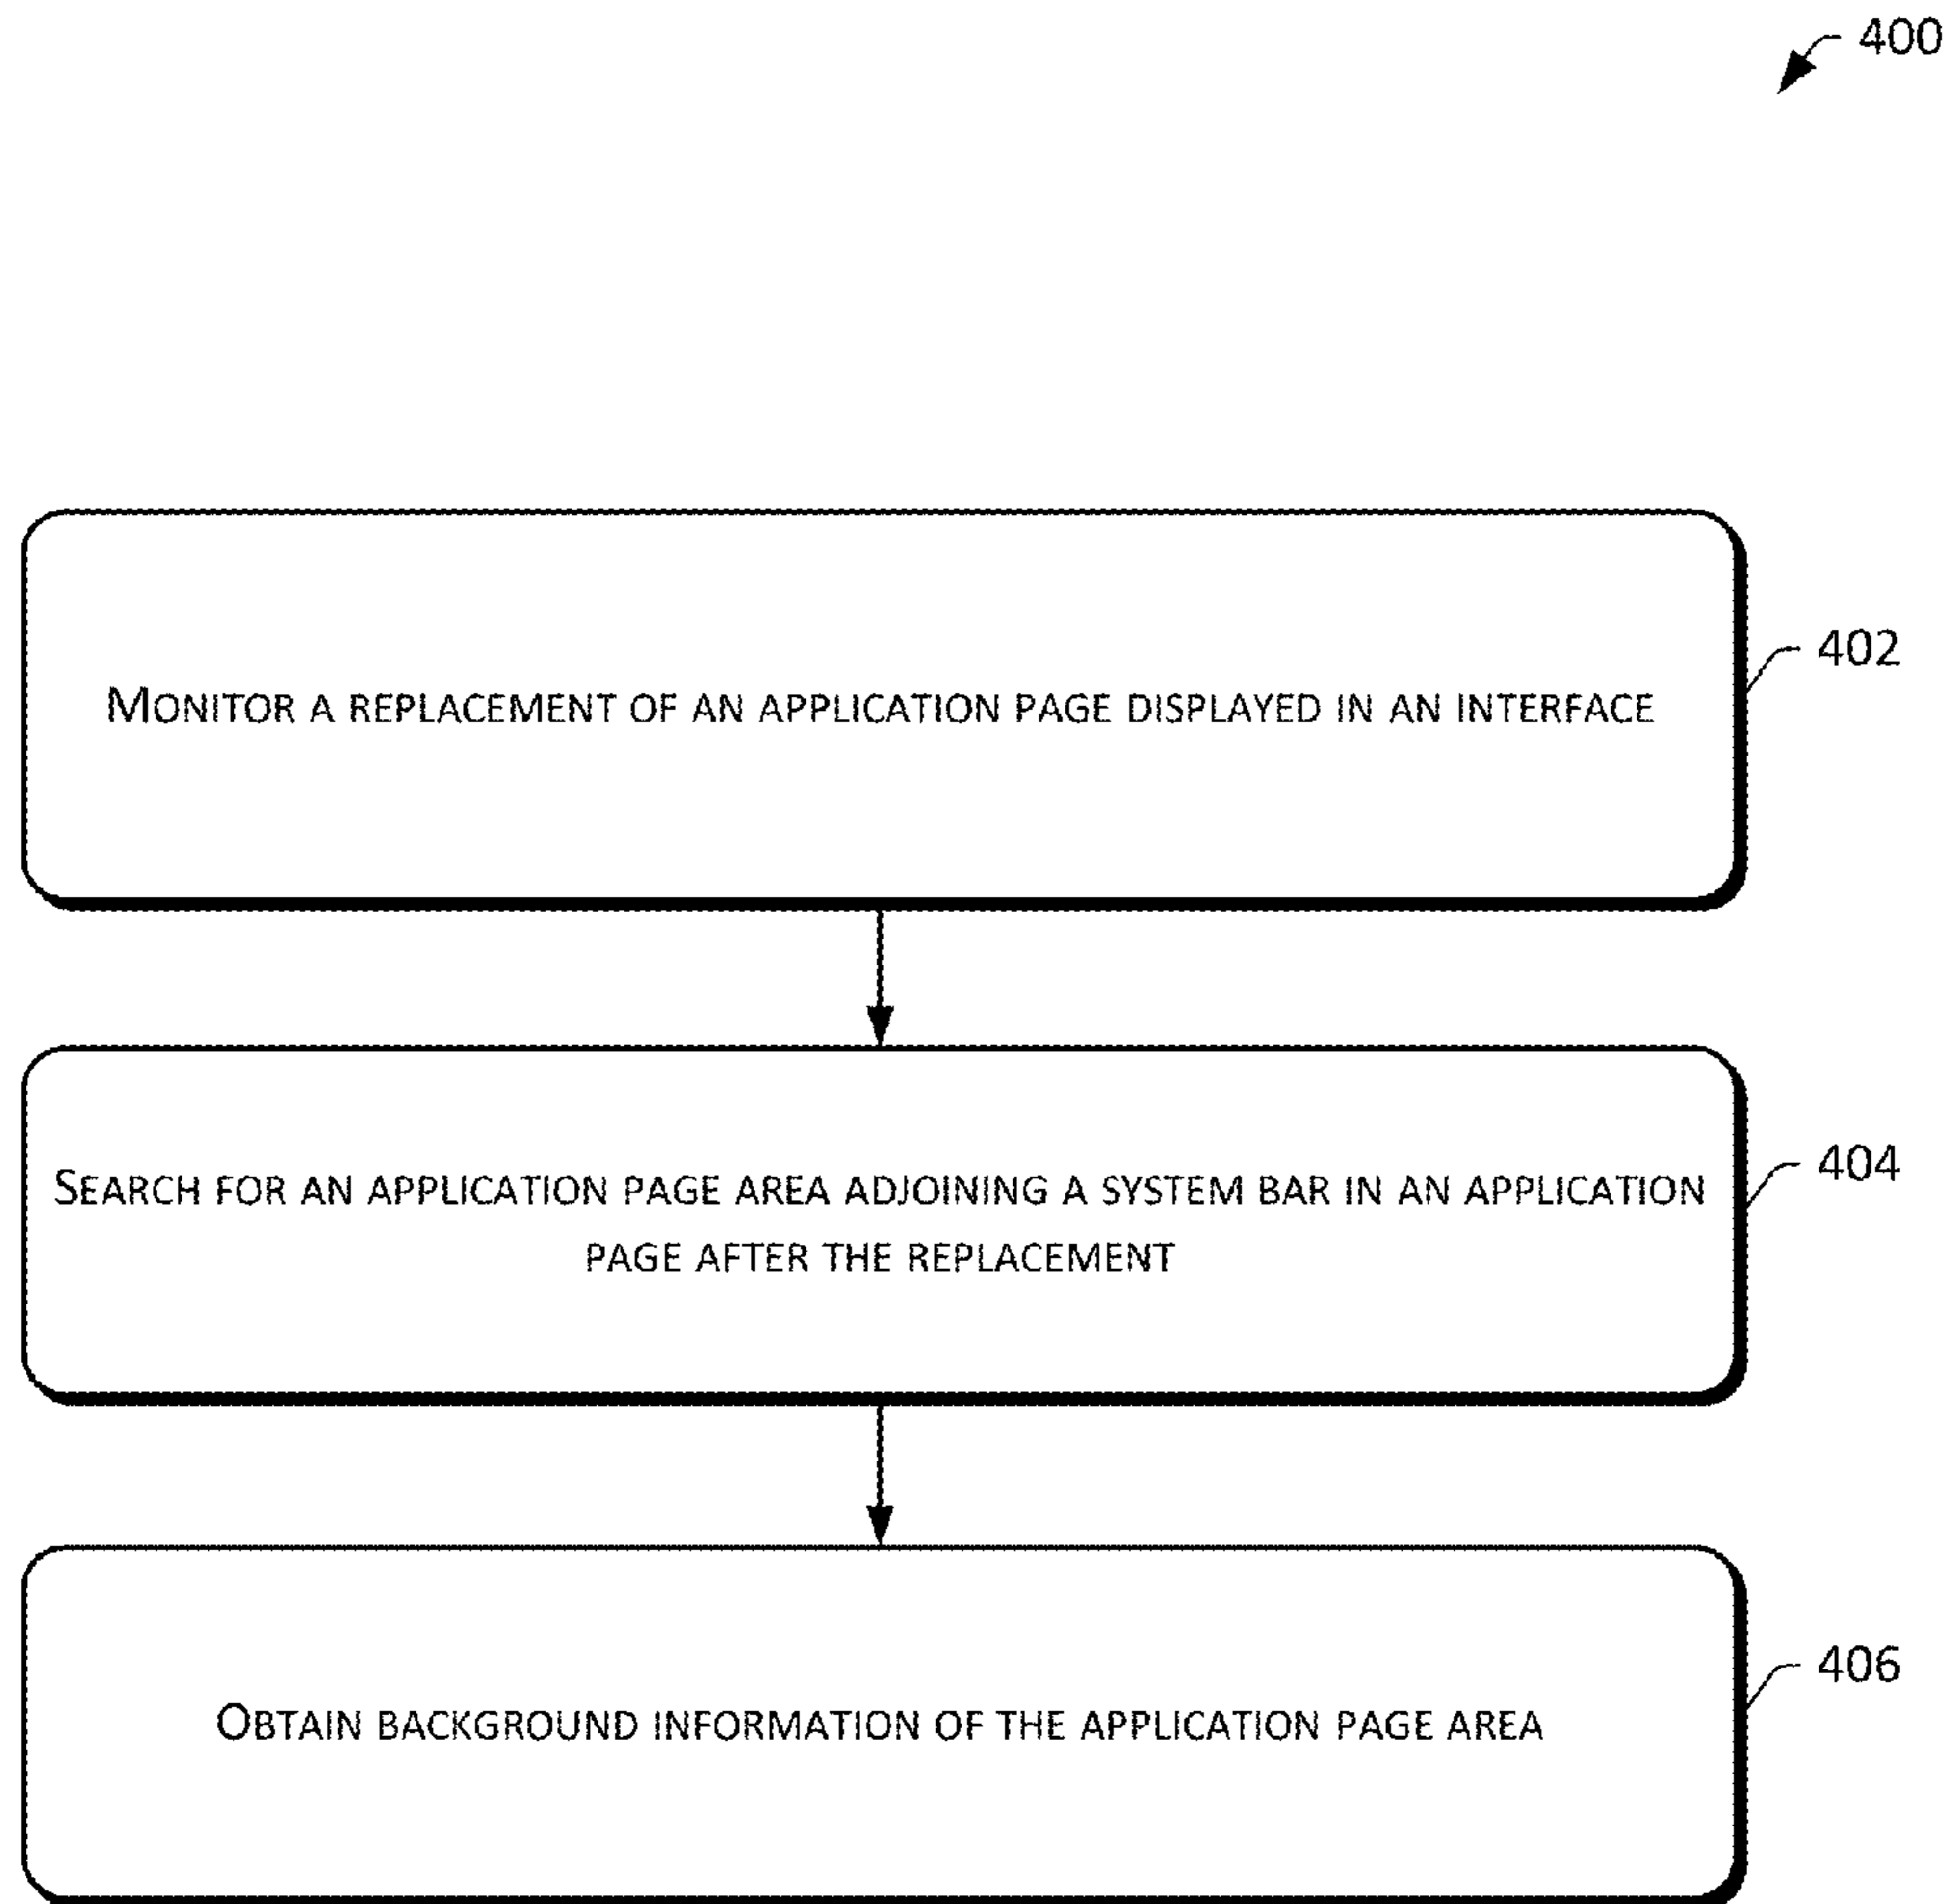 400
MONITOR A REPLACEMENT OF AN APPLICATION PAGE DISPLAYED IN AN INTERFACE
402
SEARCH FOR AN APPLICATION PAGE AREA ADJOINING A SYSTEM BAR IN AN APPLICATION
PAGE AFTER THE REPLACEMENT
404
OBTAIN BACKGROUND INFORMATION OF THE APPLICATION PAGE AREA
406